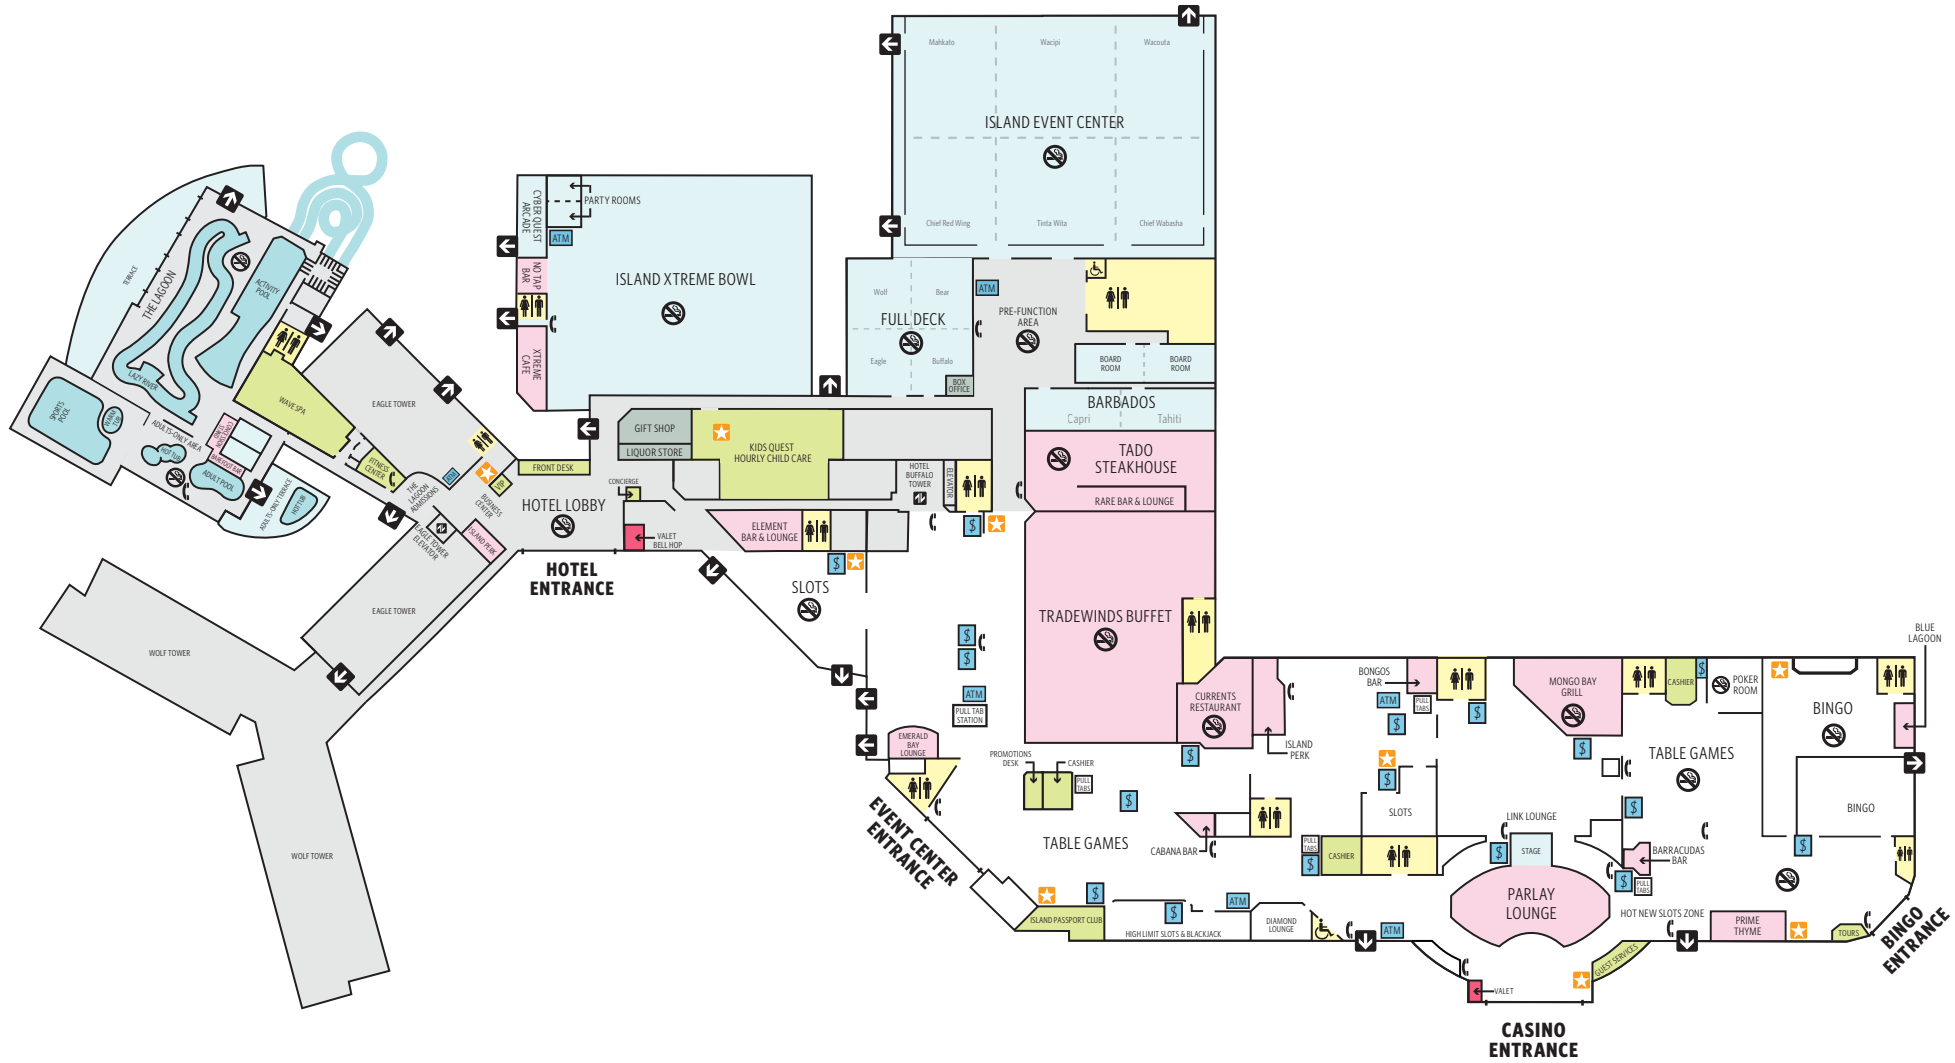 Mahkato
Wacipi
Wacouta
ISLAND EVENT CENTER
Chief Red Wing
Tinta Wita
Chief Wabasha
CYBER QUEST
ARCADE
PARTY ROOMS
ATM
NO TAP
BAR
ISLAND XTREME BOWL
XTREME
CAFE
Wolf
Bear
FULL DECK
Eagle
Buffalo
BOX
OFFICE
ATM
PRE-FUNCTION
AREA
BOARD
ROOM
BOARD
ROOM
BARBADOS
Capri
Tahiti
TADO
STEAKHOUSE
RARE BAR & LOUNGE
TRADEWINDS BUFFET
TERRACE
THE LAGOON
ACTIVITY
POOL
LAZY RIVER
SPORTS
POOL
WARM
TUB
ADULTS-ONLY AREA
HOT TUB
CONCESSION
STAND
BAREFOOT BAR
ADULT POOL
ADULTS-ONLY TERRACE
HOT TUB
WAVE SPA
EAGLE TOWER
FITNESS
CENTER
THE
LAGOON
ADMISSIONS
ATM
VIP
BUSINESS
CENTER
EAGLE TOWER
ELEVATOR
ISLAND PERK
EAGLE TOWER
WOLF TOWER
WOLF TOWER
FRONT DESK
HOTEL LOBBY
HOTEL
ENTRANCE
GIFT SHOP
LIQUOR STORE
KIDS QUEST
HOURLY CHILD CARE
CONCIERGE
VALET
BELL HOP
ELEMENT
BAR & LOUNGE
HOTEL
BUFFALO
TOWER
ELEVATOR
$
$
SLOTS
$
$
ATM
PULL TAB
STATION
EMERALD
BAY
LOUNGE
EVENT CENTER
ENTRANCE
PROMOTIONS
DESK
CASHIER
PULL
TABS
$
TABLE GAMES
CURRENTS
RESTAURANT
$
ISLAND
PERK
CABANA BAR
BONGOS
BAR
ATM
PULL
TABS
$
$
$
SLOTS
PULL
TABS
$
CASHIER
ISLAND PASSPORT CLUB
$
$
HIGH LIMIT SLOTS & BLACKJACK
ATM
DIAMOND
LOUNGE
ATM
MONGO BAY
GRILL
$
CASHIER
$
POKER
ROOM
TABLE GAMES
BINGO
BLUE
LAGOON
BINGO
$
$
LINK LOUNGE
$
STAGE
PARLAY
LOUNGE
BARRACUDAS
BAR
$
PULL
TABS
HOT NEW SLOTS ZONE
PRIME
THYME
TOURS
BINGO
ENTRANCE
GUEST SERVICES
VALET
CASINO
ENTRANCE